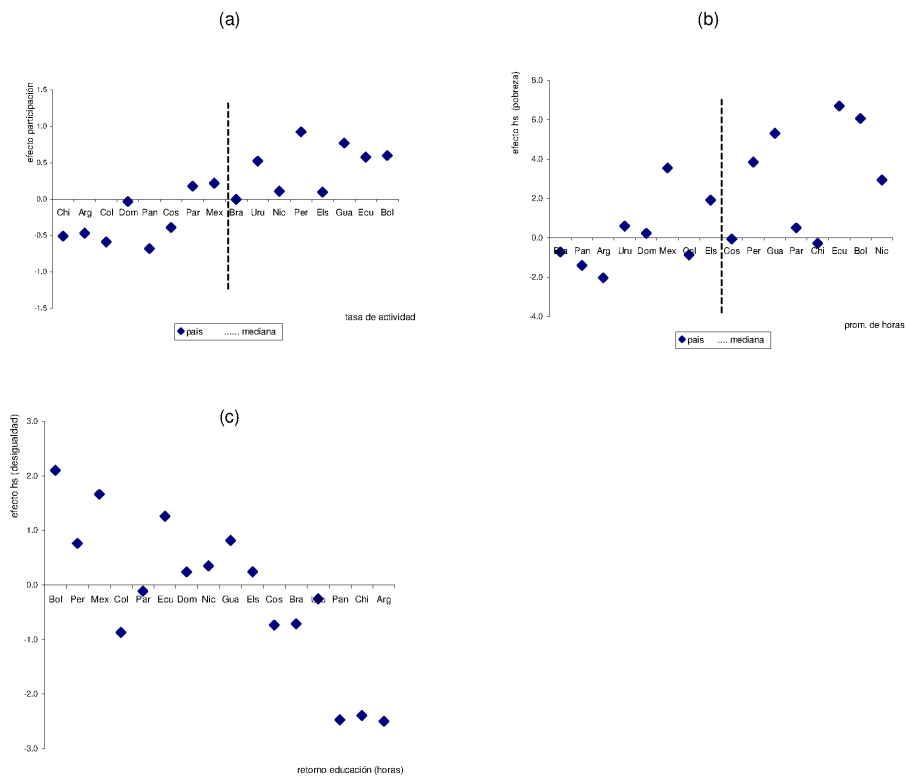 (a)
efecto participación
1.5
1.0
0.5
0.0
-0.5
-1.0
-1.5
Chi Arg Col Dom Pan Cos Par Mex Bra Uru Nic Per Els Gua Ecu Bol
tasa de actividad
pais ...... mediana
(b)
efecto hs (pobreza)
8.0
6.0
4.0
2.0
0.0
-2.0
-4.0
Bra Pan Arg Uru Dom Mex Col Els Cos Per Gua Par Chi Ecu Bol Nic
prom. de horas
pais .... mediana
(c)
efecto hs (desigualdad)
3.0
2.0
1.0
0.0
-1.0
-2.0
-3.0
Bol Per Mex Col Par Ecu Dom Nic Gua Els Cos Bra Uru Pan Chi Arg
retorno educación (horas)